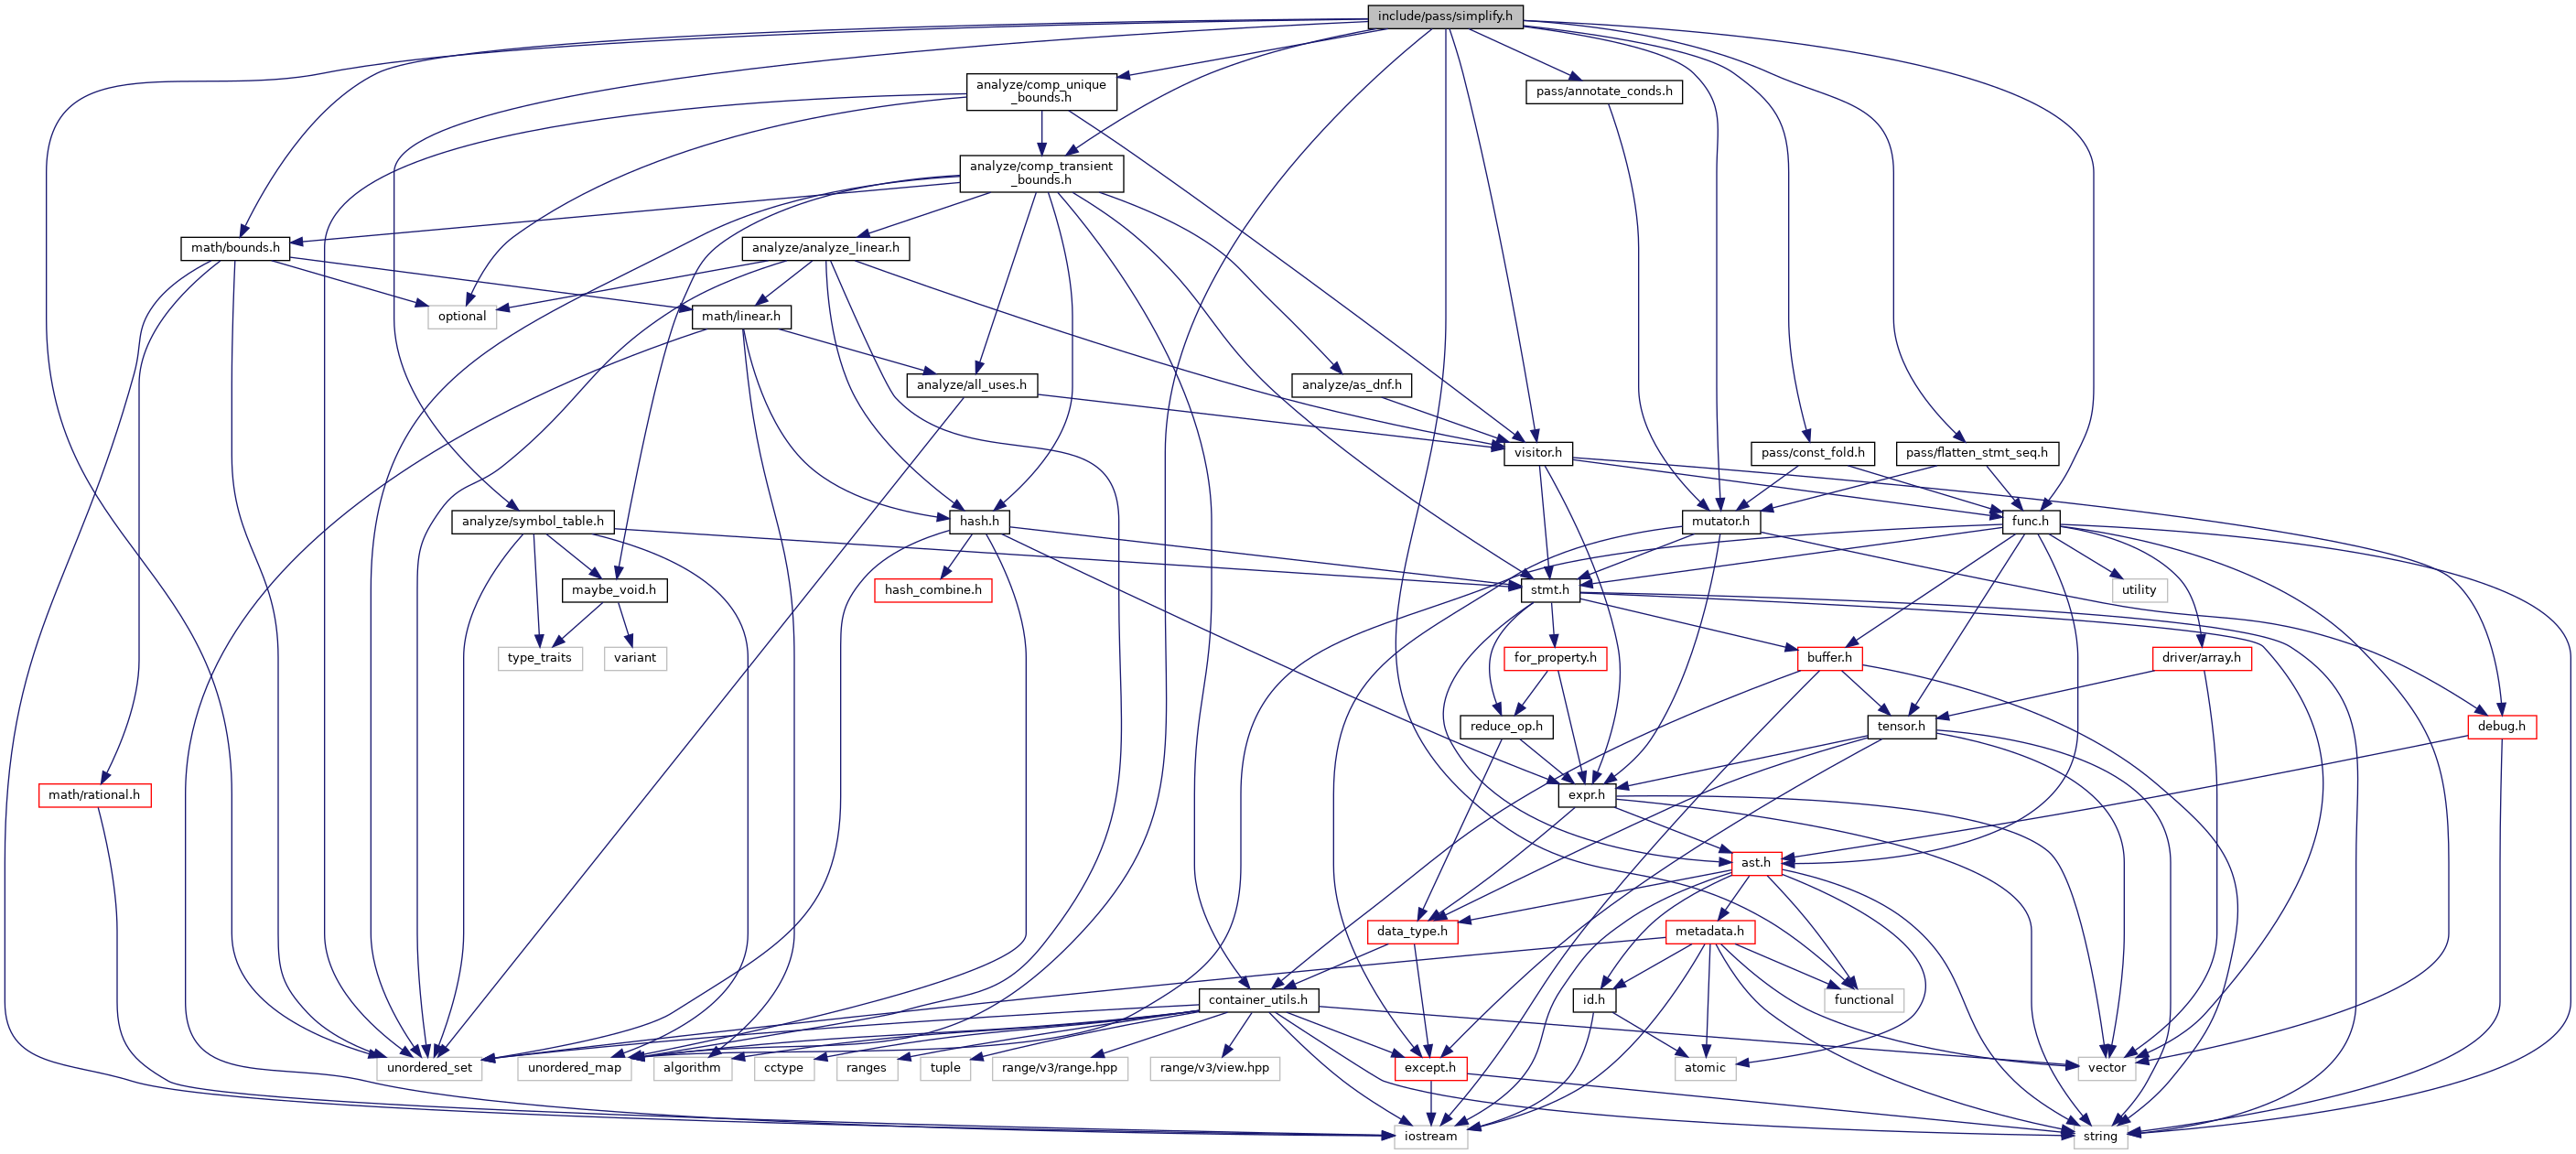 include/pass/simplify.h
analyze/comp_unique
_bounds.h
pass/annotate_conds.h
analyze/comp_transient
_bounds.h
math/bounds.h
analyze/analyze_linear.h
optional
math/linear.h
analyze/all_uses.h
analyze/as_dnf.h
visitor.h
pass/const_fold.h
pass/flatten_stmt_seq.h
analyze/symbol_table.h
hash.h
mutator.h
func.h
maybe_void.h
hash_combine.h
stmt.h
utility
type_traits
variant
for_property.h
buffer.h
driver/array.h
reduce_op.h
tensor.h
debug.h
math/rational.h
expr.h
ast.h
data_type.h
metadata.h
container_utils.h
id.h
functional
unordered_set
unordered_map
algorithm
cctype
ranges
tuple
range/v3/range.hpp
range/v3/view.hpp
except.h
atomic
vector
iostream
string